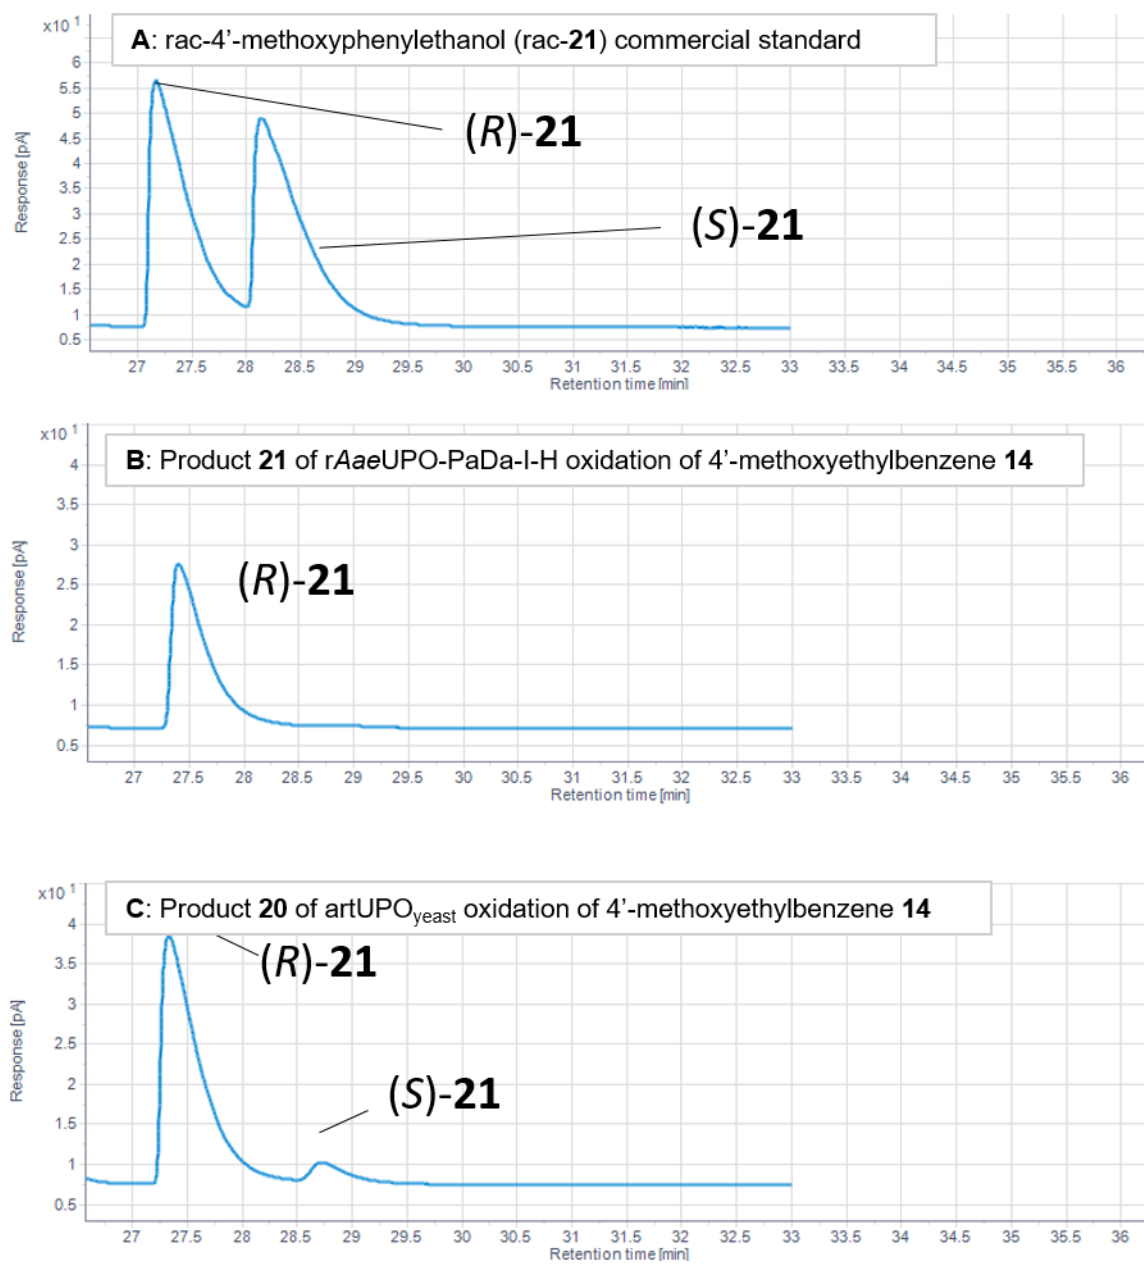 x10 1
A: rac-4’-methoxyphenylethanol (rac-21) commercial standard
6
5.5
5
4.5
4
3.5
3
2.5
2
1.5
1
0.5
Response [pA]
(R)-21
(S)-21
27 27.5 28 28.5 29 29.5 30 30.5 31 31.5 32 32.5 33 33.5 34 34.5 35 35.5 36
Retention time [min]
x10 1
B: Product 21 of rAaeUPO-PaDa-I-H oxidation of 4’-methoxyethylbenzene 14
4
3.5
3
2.5
2
1.5
1
0.5
Response [pA]
(R)-21
27 27.5 28 28.5 29 29.5 30 30.5 31 31.5 32 32.5 33 33.5 34 34.5 35 35.5 36
Retention time [min]
x10 1
C: Product 20 of artUPOyeast oxidation of 4’-methoxyethylbenzene 14
4
3.5
3
2.5
2
1.5
1
0.5
Response [pA]
(R)-21
(S)-21
27 27.5 28 28.5 29 29.5 30 30.5 31 31.5 32 32.5 33 33.5 34 34.5 35 35.5 36
Retention time [min]